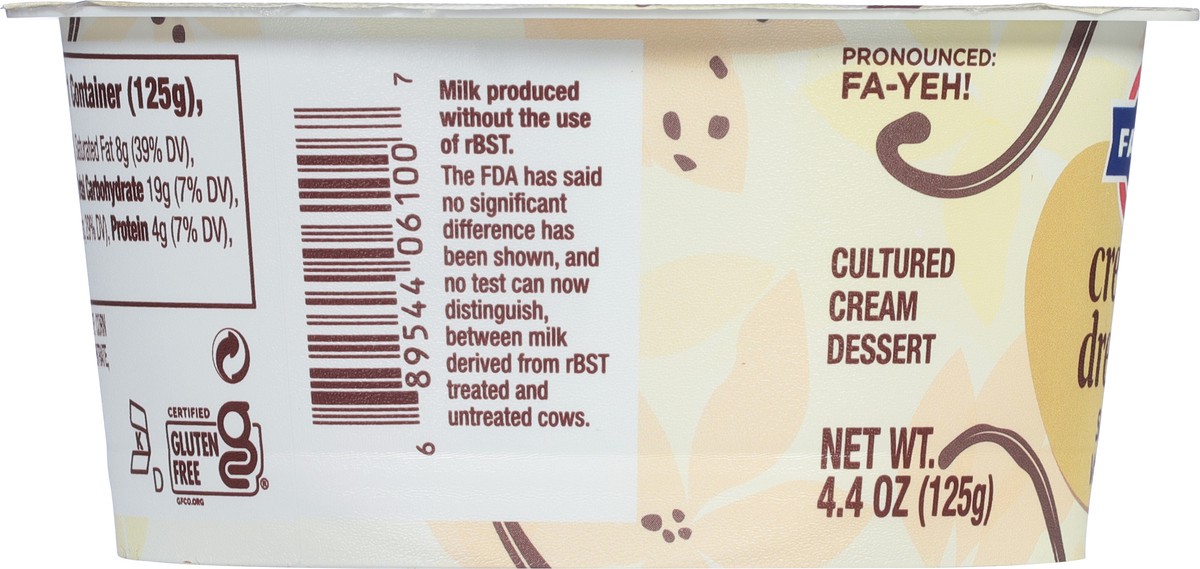 Container (125g),
Saturated Fat 8g (39% DV),
Carbohydrate 19g (7% DV),
DV), Protein 4g (7% DV),
CERTIFIED
GLUTEN
FREE
GFCO.ORG
K
D
6 89544 06100 7
Milk produced
without the use
of rBST.
The FDA has said
no significant
difference has
been shown, and
no test can now
distinguish,
between milk
derived from rBST
treated and
untreated cows.
PRONOUNCED:
FA-YEH!
CULTURED
CREAM
DESSERT
NET WT.
4.4 OZ (125g)